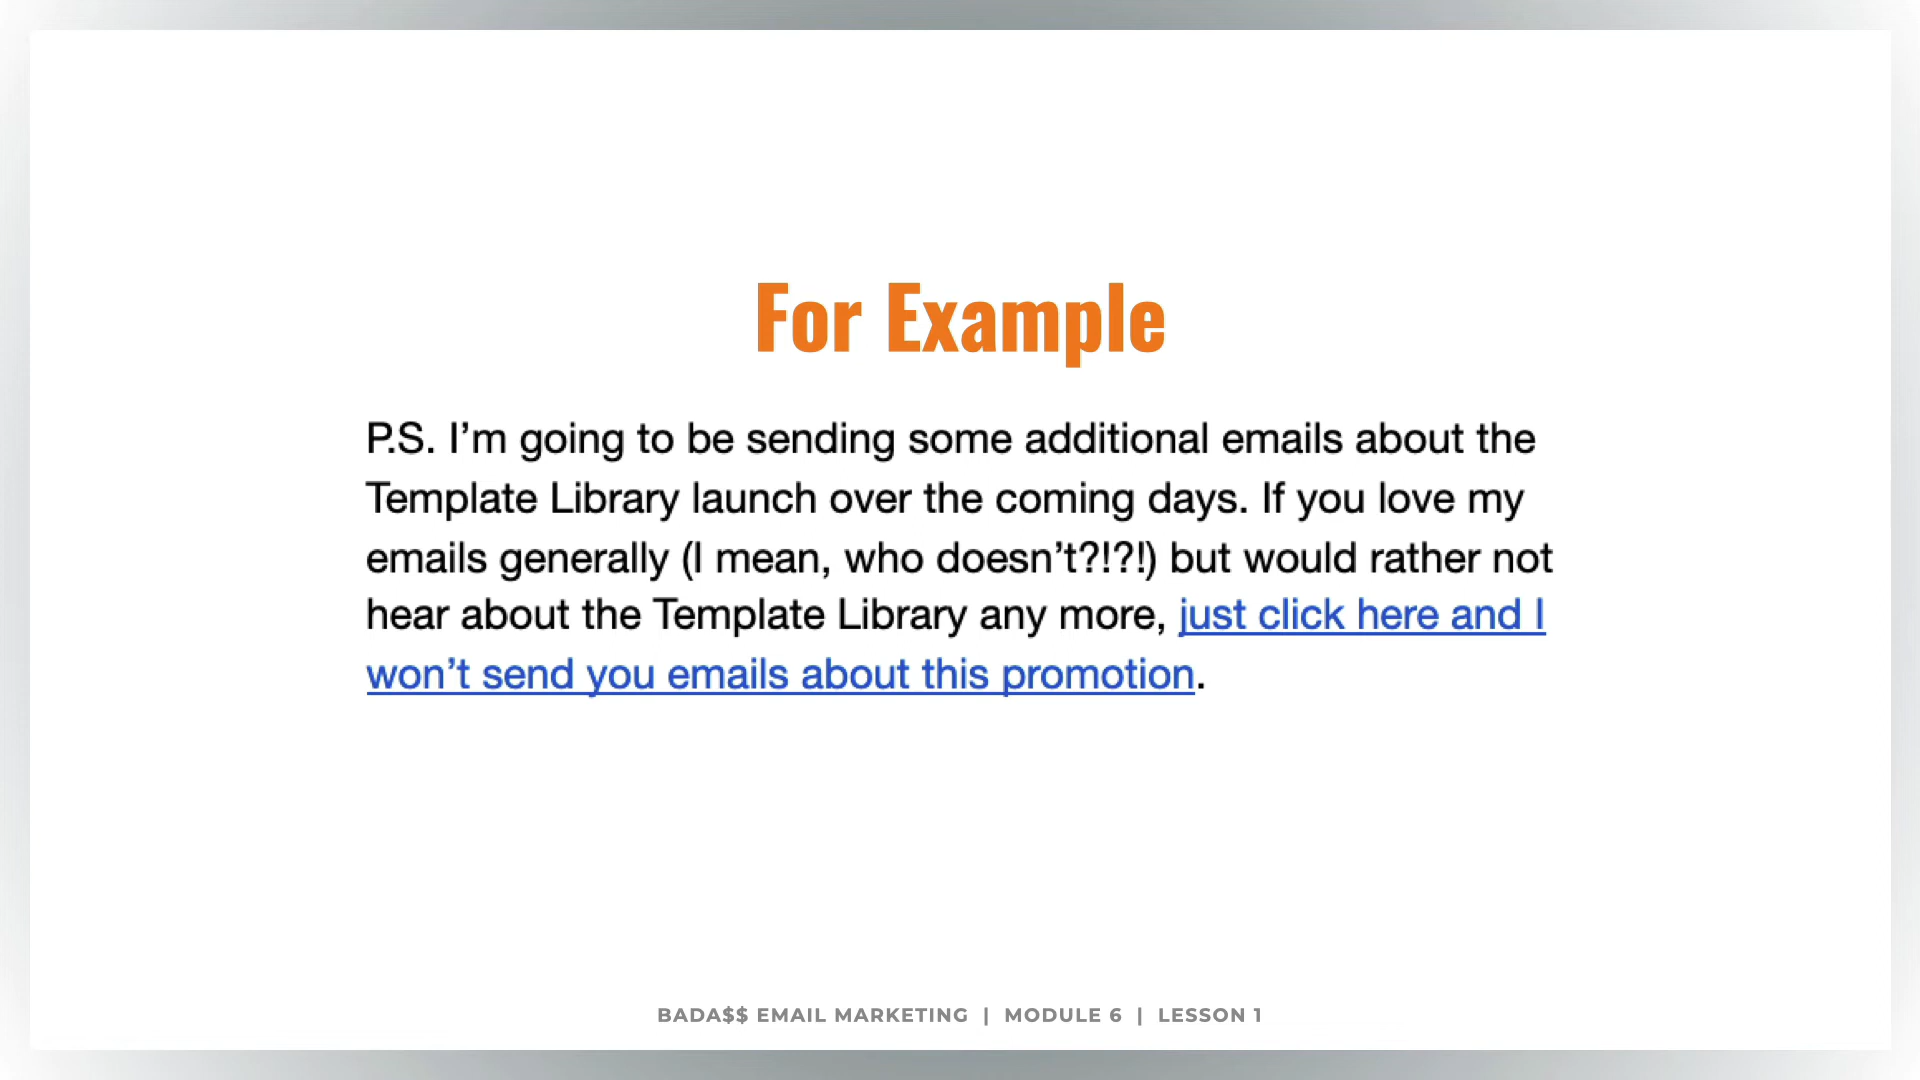 For Example
P.S. I’m going to be sending some additional emails about the
Template Library launch over the coming days. If you love my
emails generally (I mean, who doesn’t?!?!) but would rather not
hear about the Template Library any more, just click here and I
won’t send you emails about this promotion.
BADA$$ EMAIL MARKETING | MODULE 6 | LESSON 1